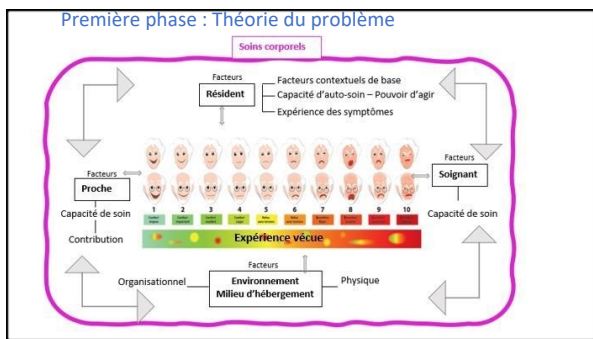 Première phase : Théorie du problème
Soins corporels
Facteurs
Résident
Facteurs contextuels de base
Capacité d'auto-soin – Pouvoir d'agir
Expérience des symptômes
Facteurs
Proche
Capacité de soin
Contribution
Facteurs
Soignant
Capacité de soin
1 2 3 4 5 6 7 8 9 10
Expérience vécue
Facteurs
Organisationnel
Environnement
Milieu d'hébergement
Physique